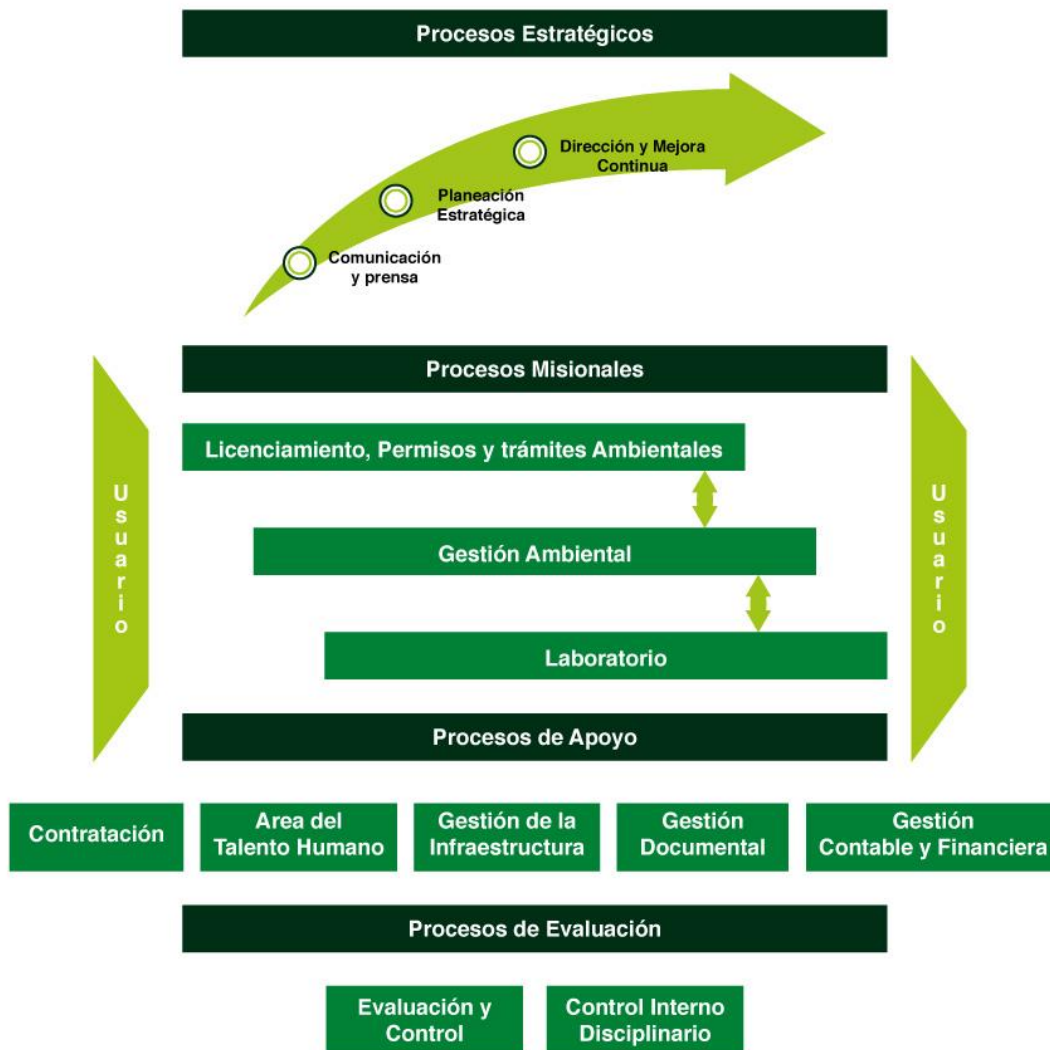 Procesos Estratégicos
Dirección y Mejora
Continua
Planeación
Estratégica
Comunicación
y prensa
Procesos Misionales
Usuario
Licenciamiento, Permisos y trámites Ambientales
Gestión Ambiental
Laboratorio
Usuario
Procesos de Apoyo
Contratación
Area del
Talento Humano
Gestión de la
Infraestructura
Gestión
Documental
Gestión
Contable y Financiera
Procesos de Evaluación
Evaluación y
Control
Control Interno
Disciplinario